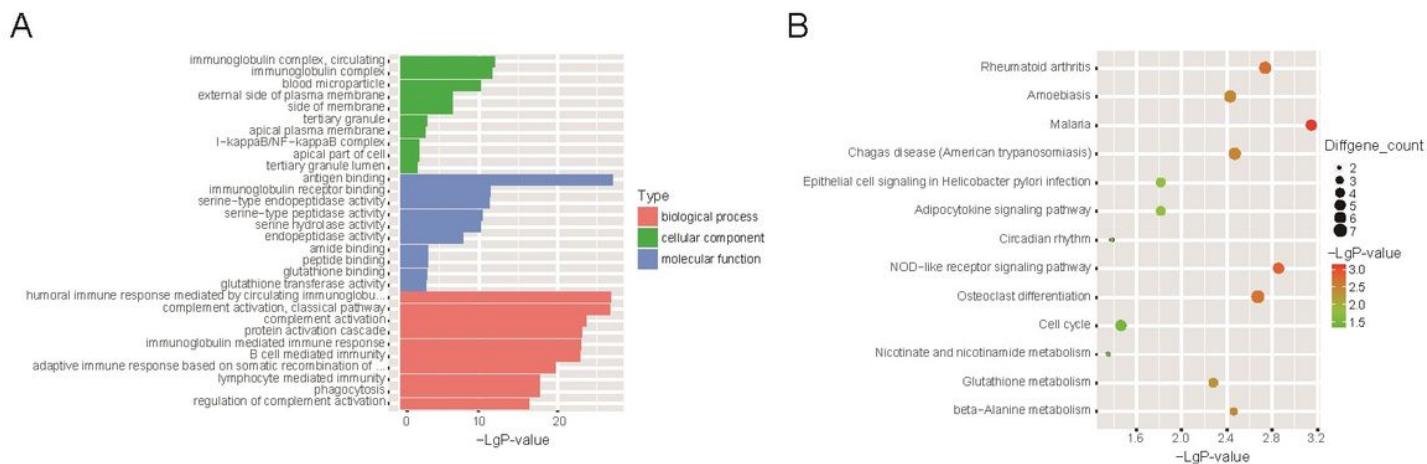 A
immunoglobulin complex, circulating
immunoglobulin complex
blood microparticle
external side of plasma membrane
side of membrane
tertiary granule
apical plasma membrane
I-kappaB/NF-kappaB complex
apical part of cell
tertiary granule lumen
antigen binding
immunoglobulin receptor binding
serine-type endopeptidase activity
serine-type peptidase activity
serine hydrolase activity
endopeptidase activity
amide binding
peptide binding
glutathione binding
glutathione transferase activity
humoral immune response mediated by circulating immunoglobu...
complement activation, classical pathway
complement activation
protein activation cascade
immunoglobulin mediated immune response
B cell mediated immunity
adaptive immune response based on somatic recombination of ...
lymphocyte mediated immunity
phagocytosis
regulation of complement activation
0 10 20
-LgP-value
Type
biological process
cellular component
molecular function
B
Rheumatoid arthritis
Amoebiasis
Malaria
Chagas disease (American trypanosomiasis)
Epithelial cell signaling in Helicobacter pylori infection
Adipocytokine signaling pathway
Circadian rhythm
NOD-like receptor signaling pathway
Osteoclast differentiation
Cell cycle
Nicotinate and nicotinamide metabolism
Glutathione metabolism
beta-Alanine metabolism
1.6 2.0 2.4 2.8 3.2
-LgP-value
Diffgene_count
2
3
4
5
6
7
-LgP-value
3.0
2.5
2.0
1.5